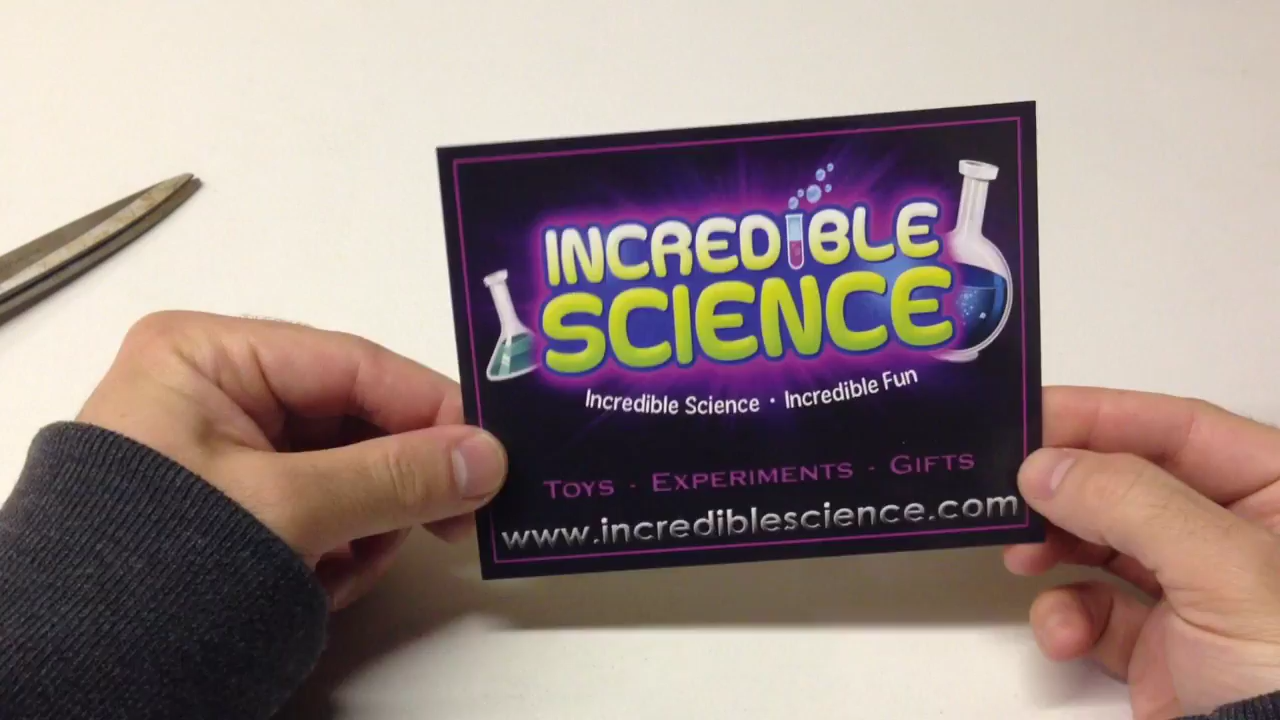 INCREDIBLE
SCIENCE
Incredible Science · Incredible Fun
TOYS · EXPERIMENTS · GIFTS
www.incrediblescience.com